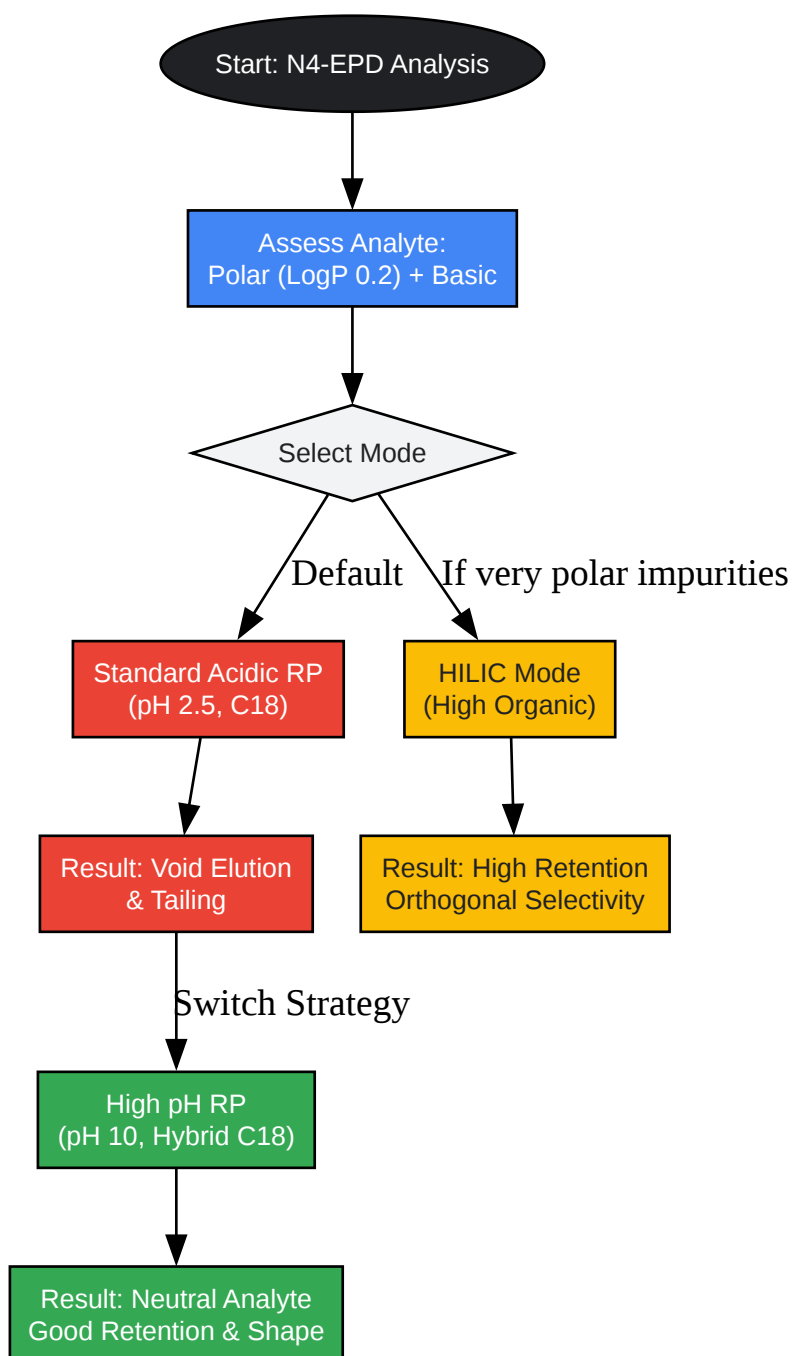 Start: N4-EPD Analysis
Assess Analyte:
Polar (LogP 0.2) + Basic
Select Mode
Default
If very polar impurities
Standard Acidic RP
(pH 2.5, C18)
HILIC Mode
(High Organic)
Result: Void Elution
& Tailing
Result: High Retention
Orthogonal Selectivity
Switch Strategy
High pH RP
(pH 10, Hybrid C18)
Result: Neutral Analyte
Good Retention & Shape